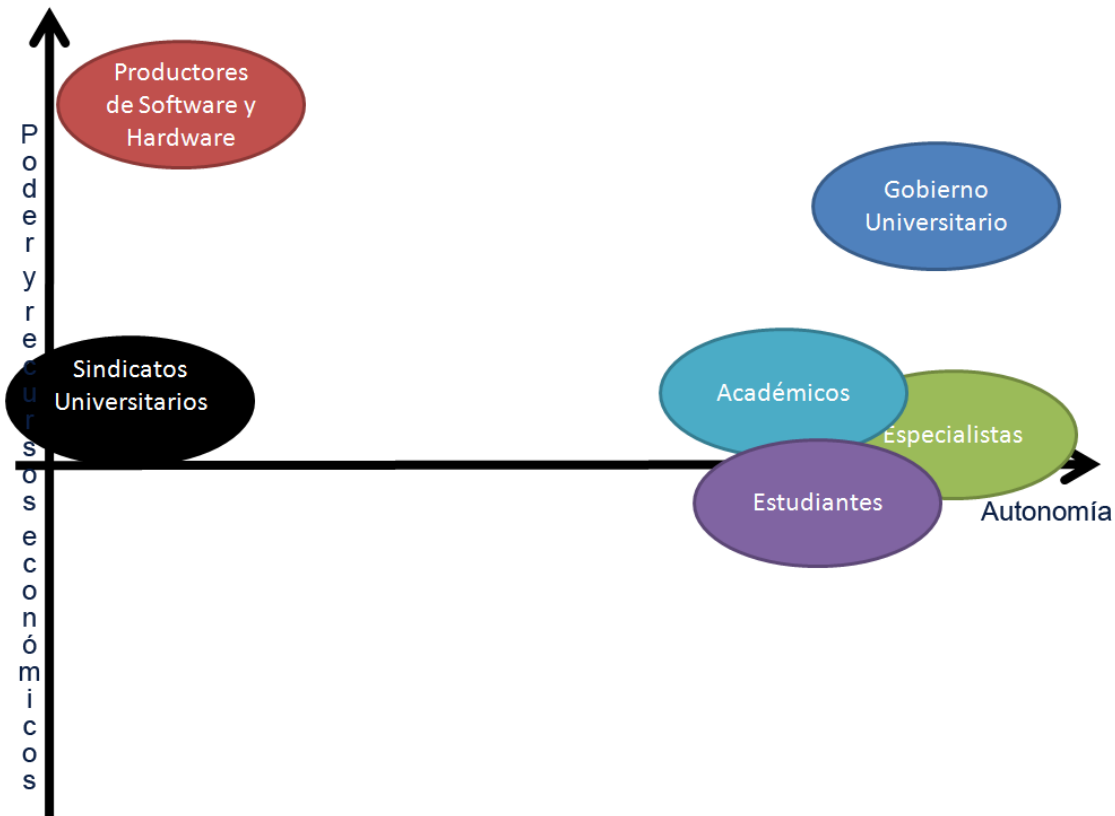 Productores
de Software y
Hardware
Gobierno
Universitario
Poder y recursos económicos
Sindicatos
Universitarios
Académicos
Especialistas
Estudiantes
Autonomía